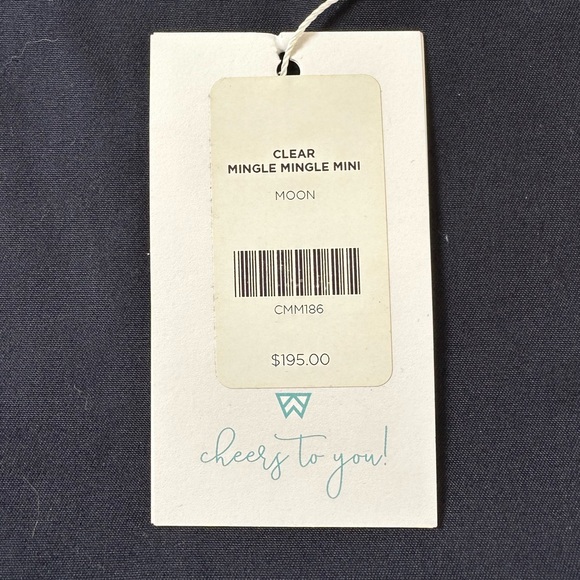 CLEAR
MINGLE MINGLE MINI
MOON
CMM186
$195.00
cheers to you!